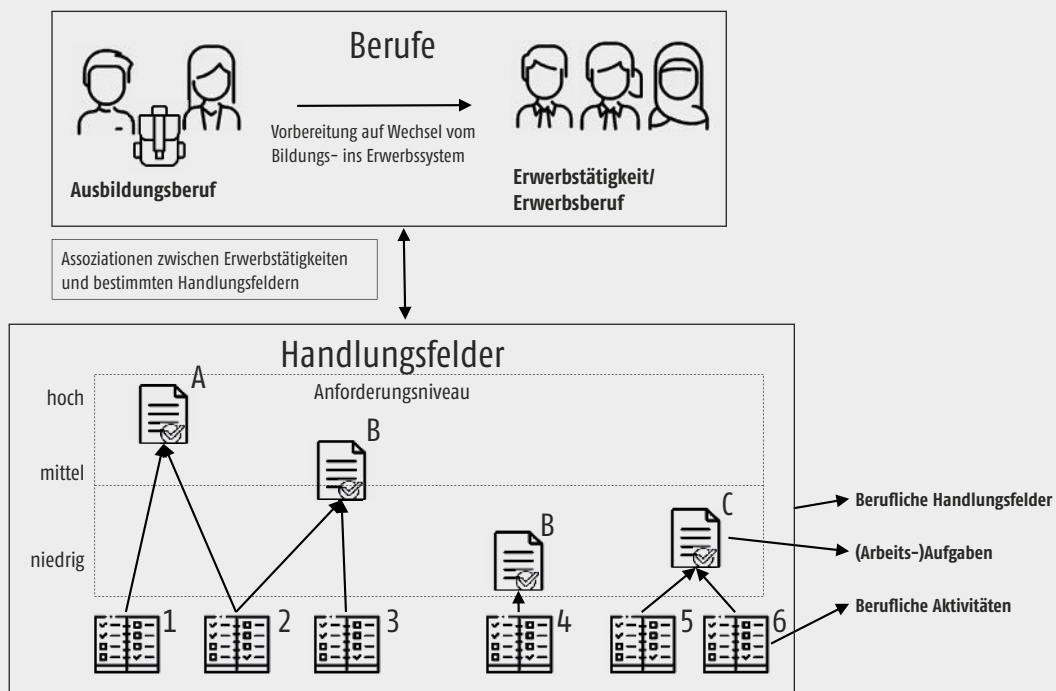 Berufe
Vorbereitung auf Wechsel vom
Bildungs- ins Erwerbssystem
Ausbildungsberuf
Erwerbstätigkeit/
Erwerbsberuf
Assoziationen zwischen Erwerbstätigkeiten
und bestimmten Handlungsfeldern
Handlungsfelder
Anforderungsniveau
hoch
A
B
mittel
B
C
niedrig
1
2
3
4
5
6
Berufliche Handlungsfelder
(Arbeits-)Aufgaben
Berufliche Aktivitäten